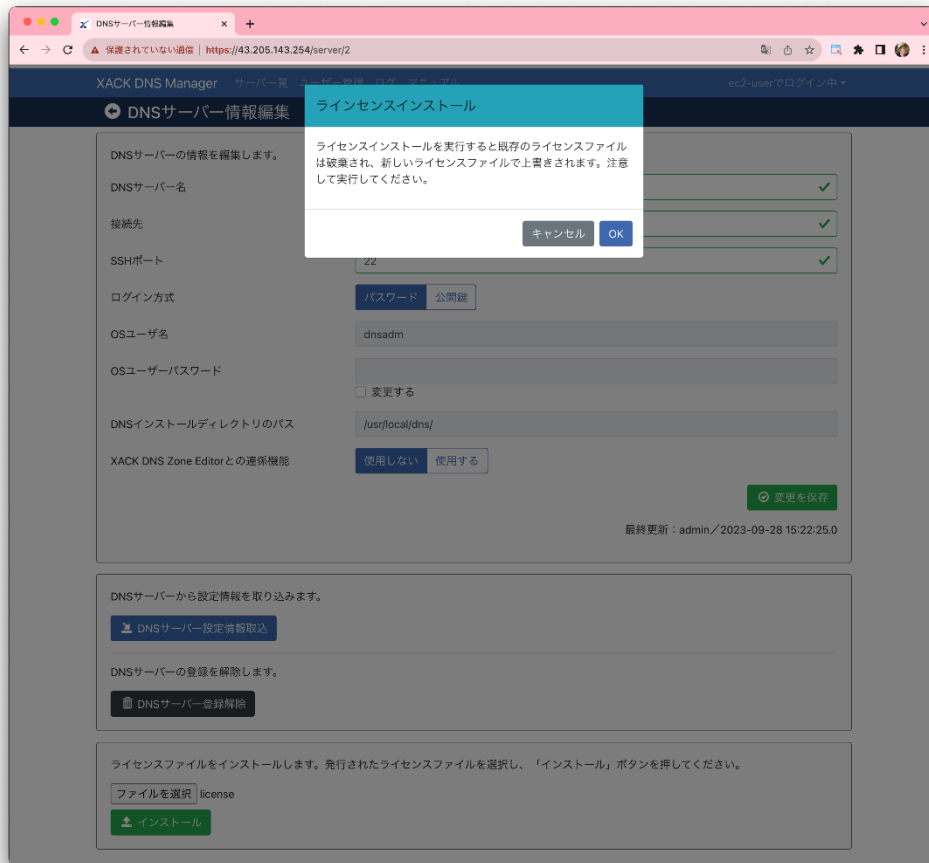 DNSサーバー情報編集
保護されていない通信 | https://43.205.143.254/server/2
XACK DNS Manager サーバ一覧 ユーザー管理 ログ マニュアル ec2-userでログイン中
DNSサーバー情報編集
ラインセンスインストール
ライセンスインストールを実行すると既存のライセンスファイル
は破棄され、新しいライセンスファイルで上書きされます。注意
して実行してください。
キャンセル OK
DNSサーバーの情報を編集します。
DNSサーバー名
接続先
SSHポート 22
ログイン方式 パスワード 公開鍵
OSユーザ名 dnsadm
OSユーザーパスワード
変更する
DNSインストールディレクトリのパス /usr/local/dns/
XACK DNS Zone Editorとの連係機能 使用しない 使用する
変更を保存
最終更新：admin／2023-09-28 15:22:25.0
DNSサーバーから設定情報を取り込みます。
DNSサーバー設定情報取込
DNSサーバーの登録を解除します。
DNSサーバー登録解除
ライセンスファイルをインストールします。発行されたライセンスファイルを選択し、「インストール」ボタンを押してください。
ファイルを選択 license
インストール